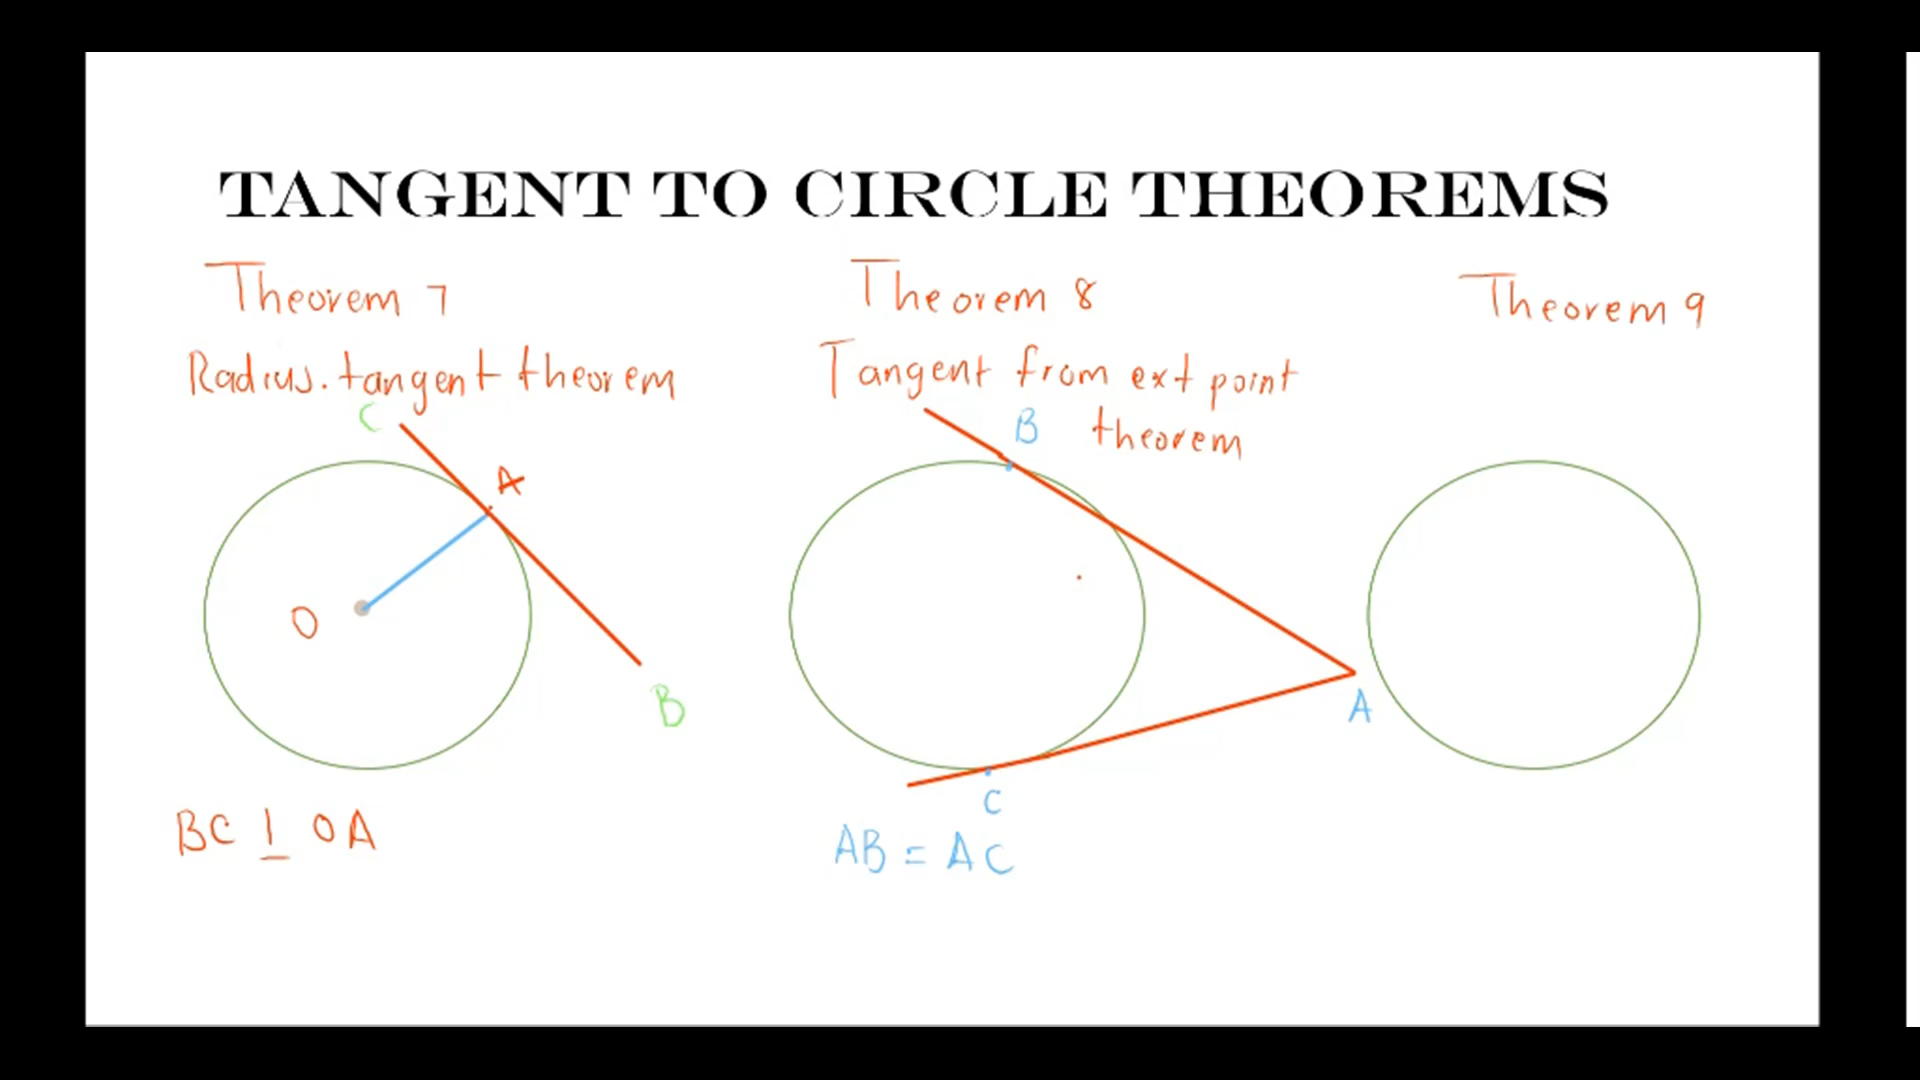 TANGENT TO CIRCLE THEOREMS
Theorem 7
Radius.tangent theorem
C
A
O
B
BC ⊥ OA
Theorem 8
Tangent from ext point
theorem
B
A
C
AB = AC
Theorem 9